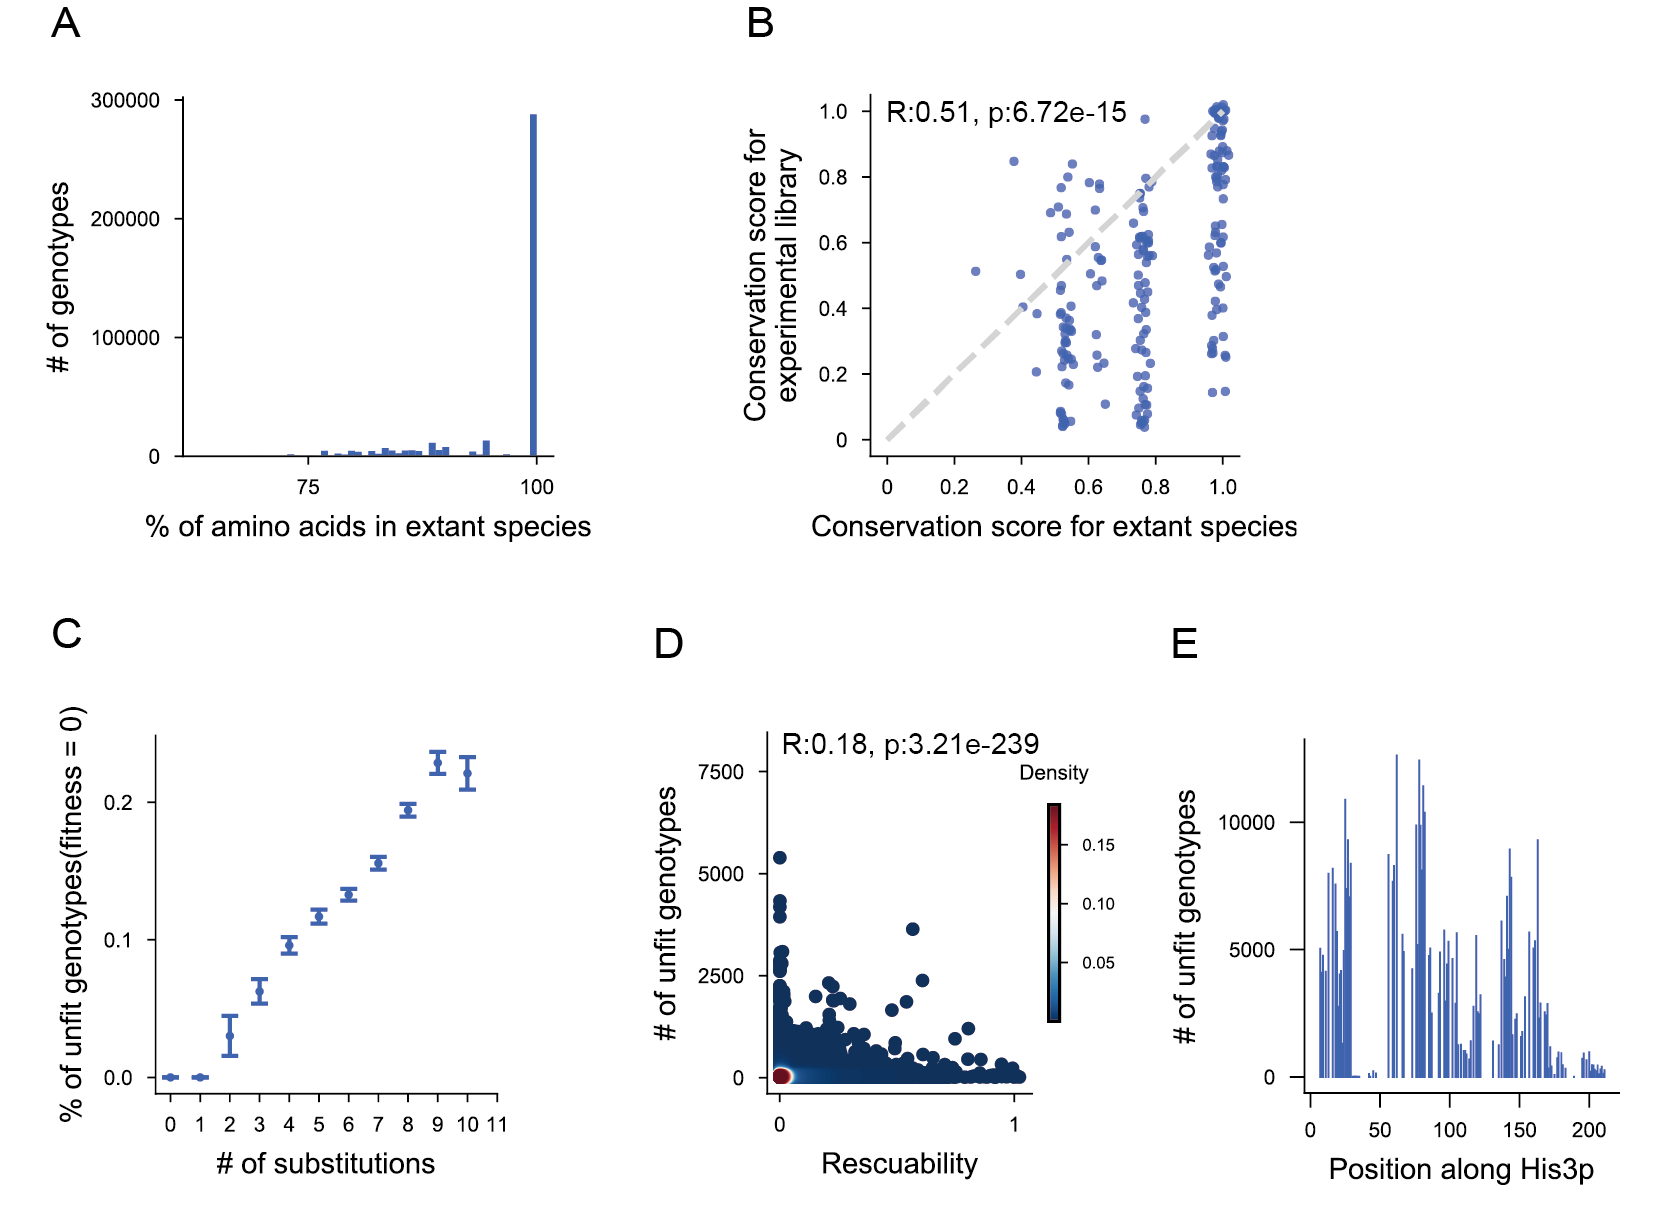 A
300000
200000
100000
0
# of genotypes
75
100
% of amino acids in extant species
B
R:0.51, p:6.72e-15
1.0
0.8
0.6
0.4
0.2
0
Conservation score for
experimental library
0
0.2
0.4
0.6
0.8
1.0
Conservation score for extant species
C
% of unfit genotypes(fitness = 0)
0.2
0.1
0.0
0
1
2
3
4
5
6
7
8
9
10
11
# of substitutions
D
R:0.18, p:3.21e-239
Density
7500
5000
2500
0
# of unfit genotypes
0.15
0.10
0.05
0
1
Rescuability
E
# of unfit genotypes
10000
5000
0
0
50
100
150
200
Position along His3p